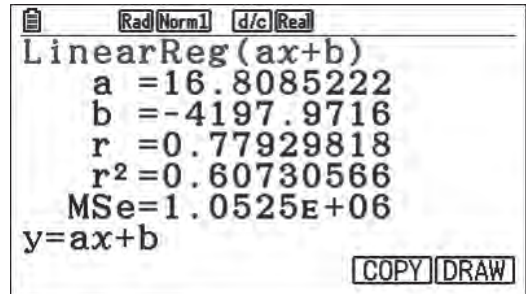 Rad Norm1 d/c Real
LinearReg(ax+b)
a =16.8085222
b =-4197.9716
r =0.77929818
r²=0.60730566
MSe=1.0525E+06
y=ax+b
COPY DRAW